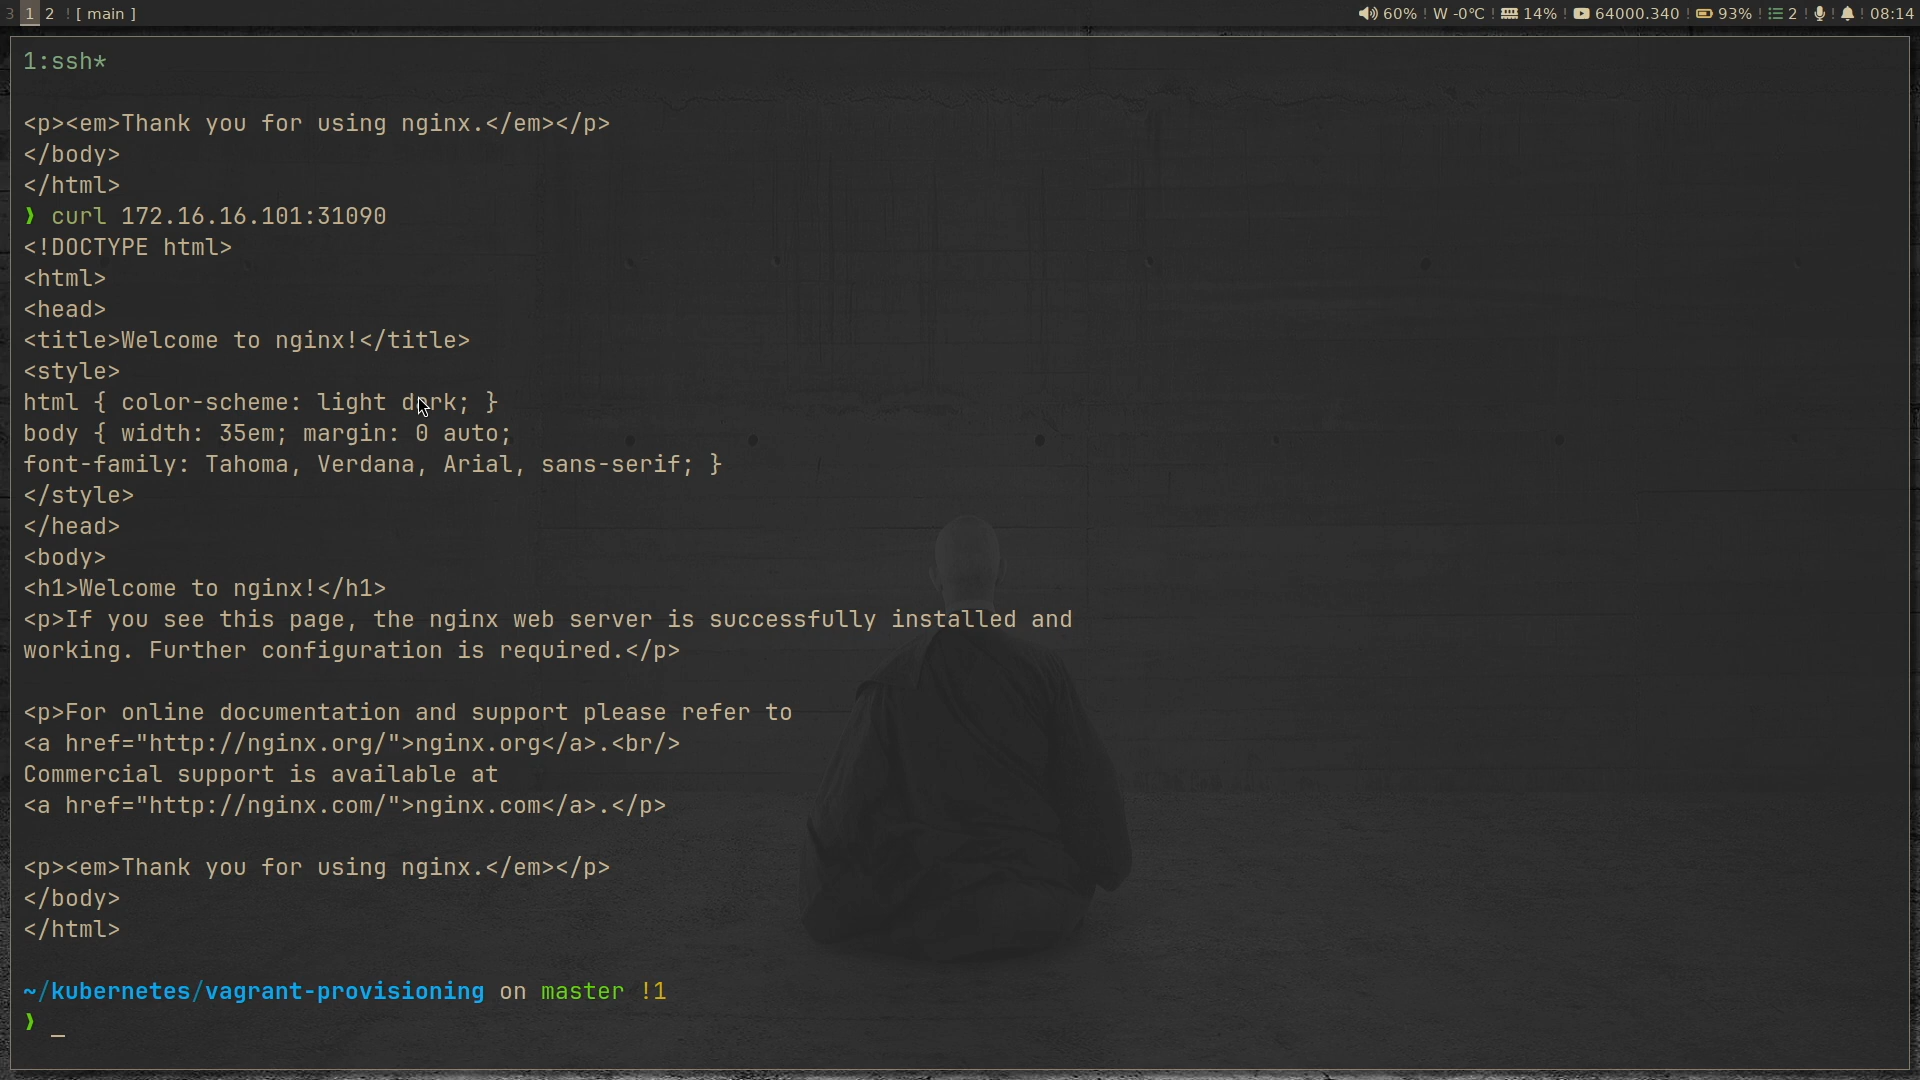 3 1 2 ! [ main ] 60% ! W -0°C ! 14% ! 64000.340 ! 93% ! 2 ! ! ! 08:14
1:ssh*
<p><em>Thank you for using nginx.</em></p>
</body>
</html>
❫ curl 172.16.16.101:31090
<!DOCTYPE html>
<html>
<head>
<title>Welcome to nginx!</title>
<style>
html { color-scheme: light dark; }
body { width: 35em; margin: 0 auto;
font-family: Tahoma, Verdana, Arial, sans-serif; }
</style>
</head>
<body>
<h1>Welcome to nginx!</h1>
<p>If you see this page, the nginx web server is successfully installed and
working. Further configuration is required.</p>
<p>For online documentation and support please refer to
<a href="http://nginx.org/">nginx.org</a>.<br/>
Commercial support is available at
<a href="http://nginx.com/">nginx.com</a>.</p>
<p><em>Thank you for using nginx.</em></p>
</body>
</html>
~/kubernetes/vagrant-provisioning on master !1
❫ _